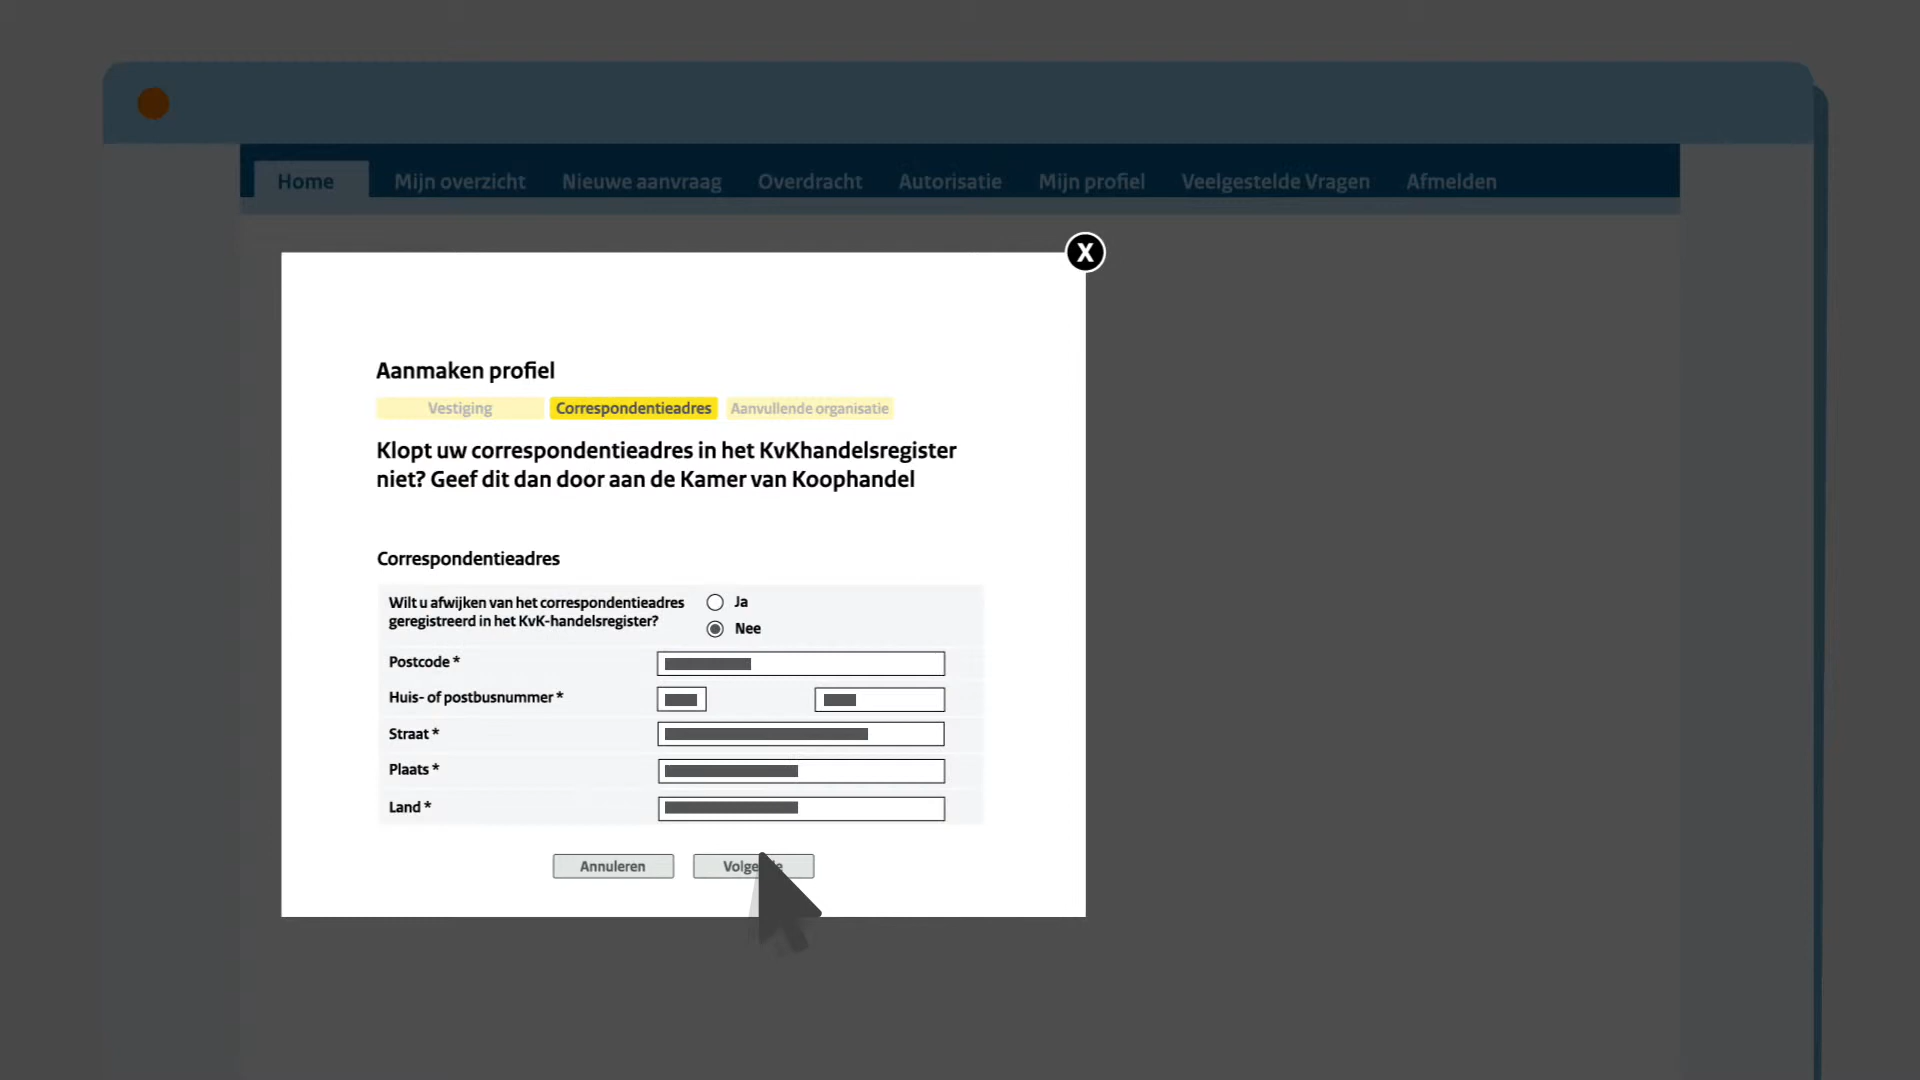 Home Mijn overzicht Nieuwe aanvraag Overdracht Autorisatie Mijn profiel Veelgestelde Vragen Afmelden
X
Aanmaken profiel
Vestiging Correspondentieadres Aanvullende organisatie
Klopt uw correspondentieadres in het KvKhandelsregister
niet? Geef dit dan door aan de Kamer van Koophandel
Correspondentieadres
Wilt u afwijken van het correspondentieadres
geregistreerd in het KvK-handelsregister?
Ja
Nee
Postcode *
Huis- of postbusnummer *
Straat *
Plaats *
Land *
Annuleren